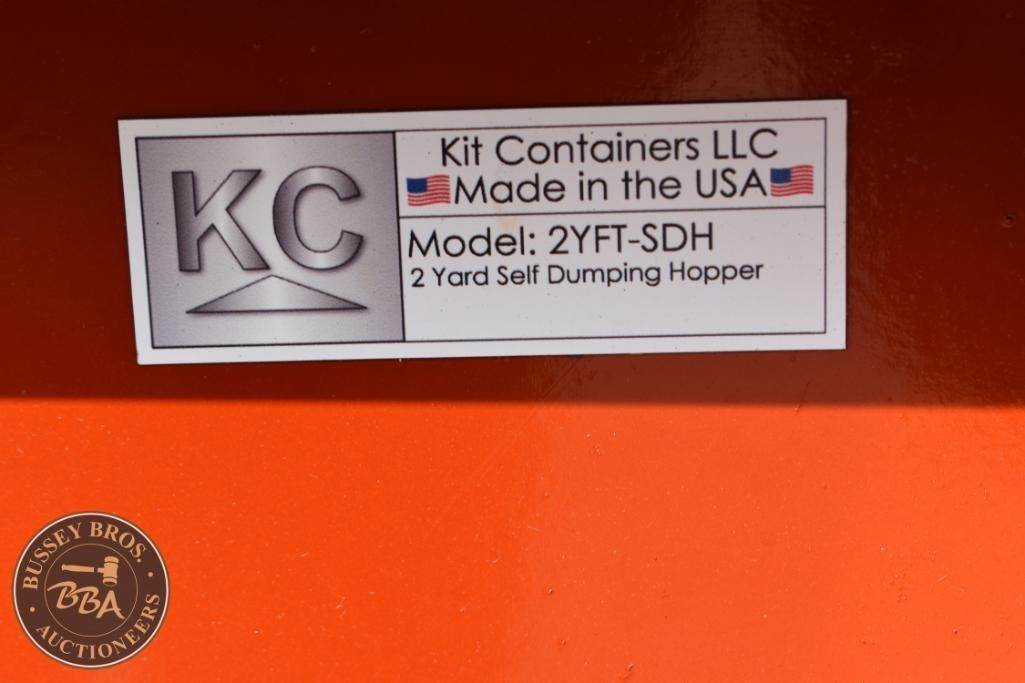 KC
Kit Containers LLC
Made in the USA
Model: 2YFT-SDH
2 Yard Self Dumping Hopper
BUSSEY BROS.
BBA
AUCTIONEERS